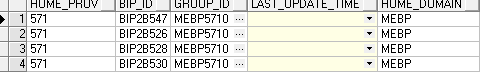 HOME_PROV BIP_ID GROUP_ID LAST_UPDATE_TIME HOME_DOMAIN
1 571 BIP2B547 MEBP5710 ... MEBP
2 571 BIP2B526 MEBP5710 ... MEBP
3 571 BIP2B528 MEBP5710 ... MEBP
4 571 BIP2B530 MEBP5710 ... MEBP